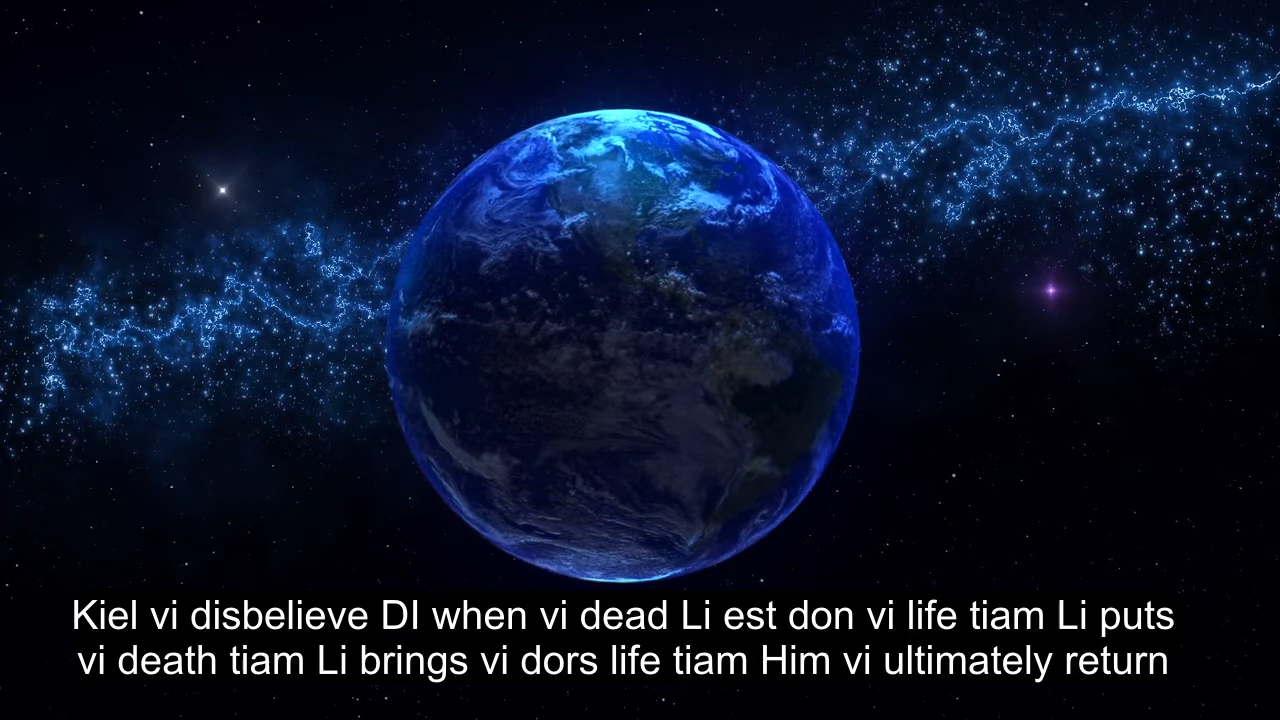 Kiel vi disbelieve DI when vi dead Li est don vi life tiam Li puts
vi death tiam Li brings vi dors life tiam Him vi ultimately return